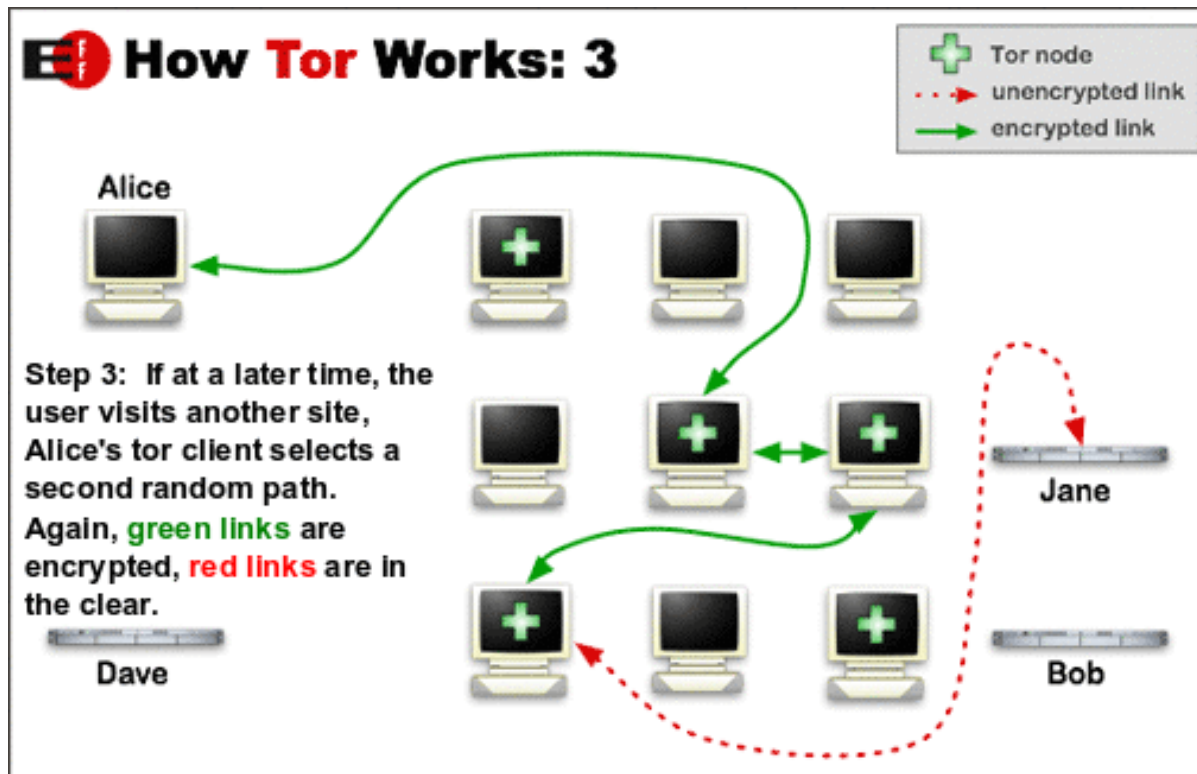 EFF How Tor Works: 3
Tor node
unencrypted link
encrypted link
Alice
Step 3: If at a later time, the
user visits another site,
Alice's tor client selects a
second random path.
Again, green links are
encrypted, red links are in
the clear.
Jane
Dave
Bob